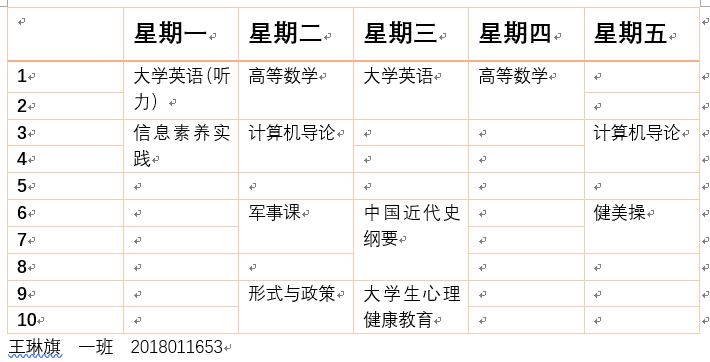 星期一 星期二 星期三 星期四 星期五
1 大学英语（听 高等数学 大学英语 高等数学
2 力）
3 信息素养实 计算机导论 计算机导论
4 践
5
6 军事课 中国近代史 健美操
7 纲要
8
9 形式与政策 大学生心理
10 健康教育
王琳旗 一班 2018011653